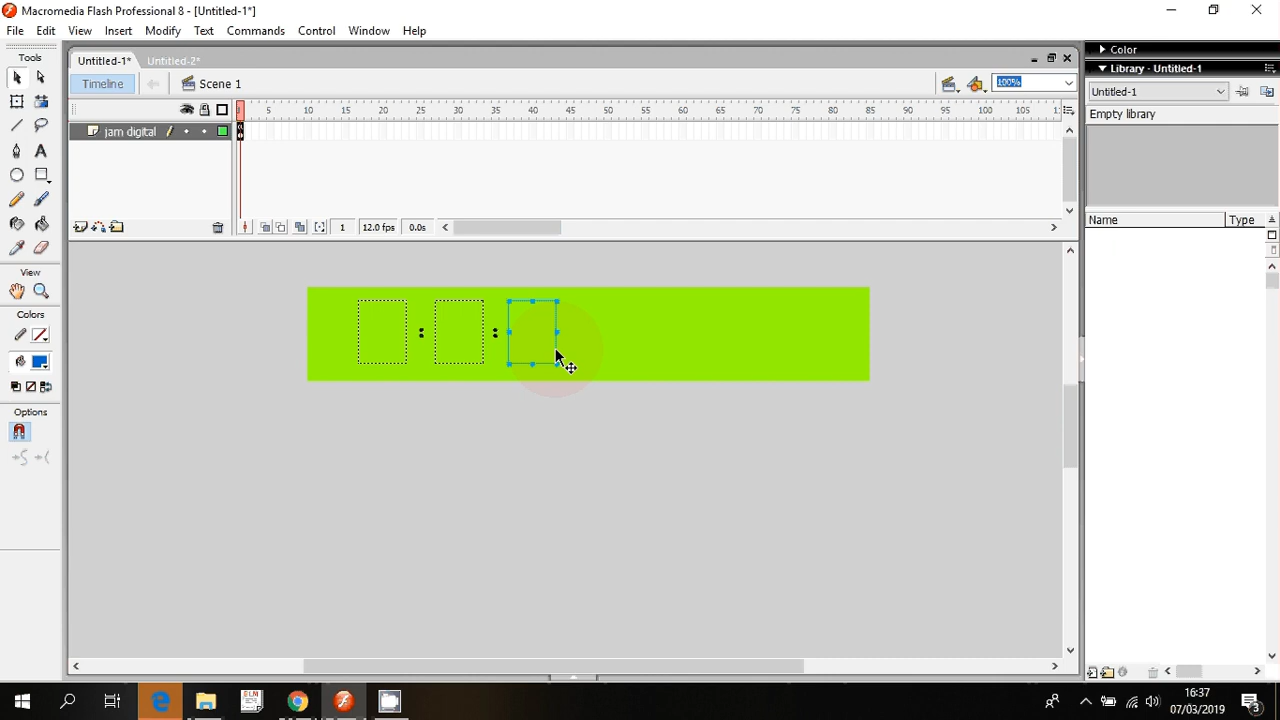 Macromedia Flash Professional 8 - [Untitled-1*]
File Edit View Insert Modify Text Commands Control Window Help
Tools
Untitled-1* Untitled-2*
Color
Library - Untitled-1
Timeline Scene 1 100%
Untitled-1
5 10 15 20 25 30 35 40 45 50 55 60 65 70 75 80 85 90 95 100 105
Empty library
jam digital
Name Type
1 12.0 fps 0.0s
View
: :
Colors
Options
16:37
07/03/2019
3